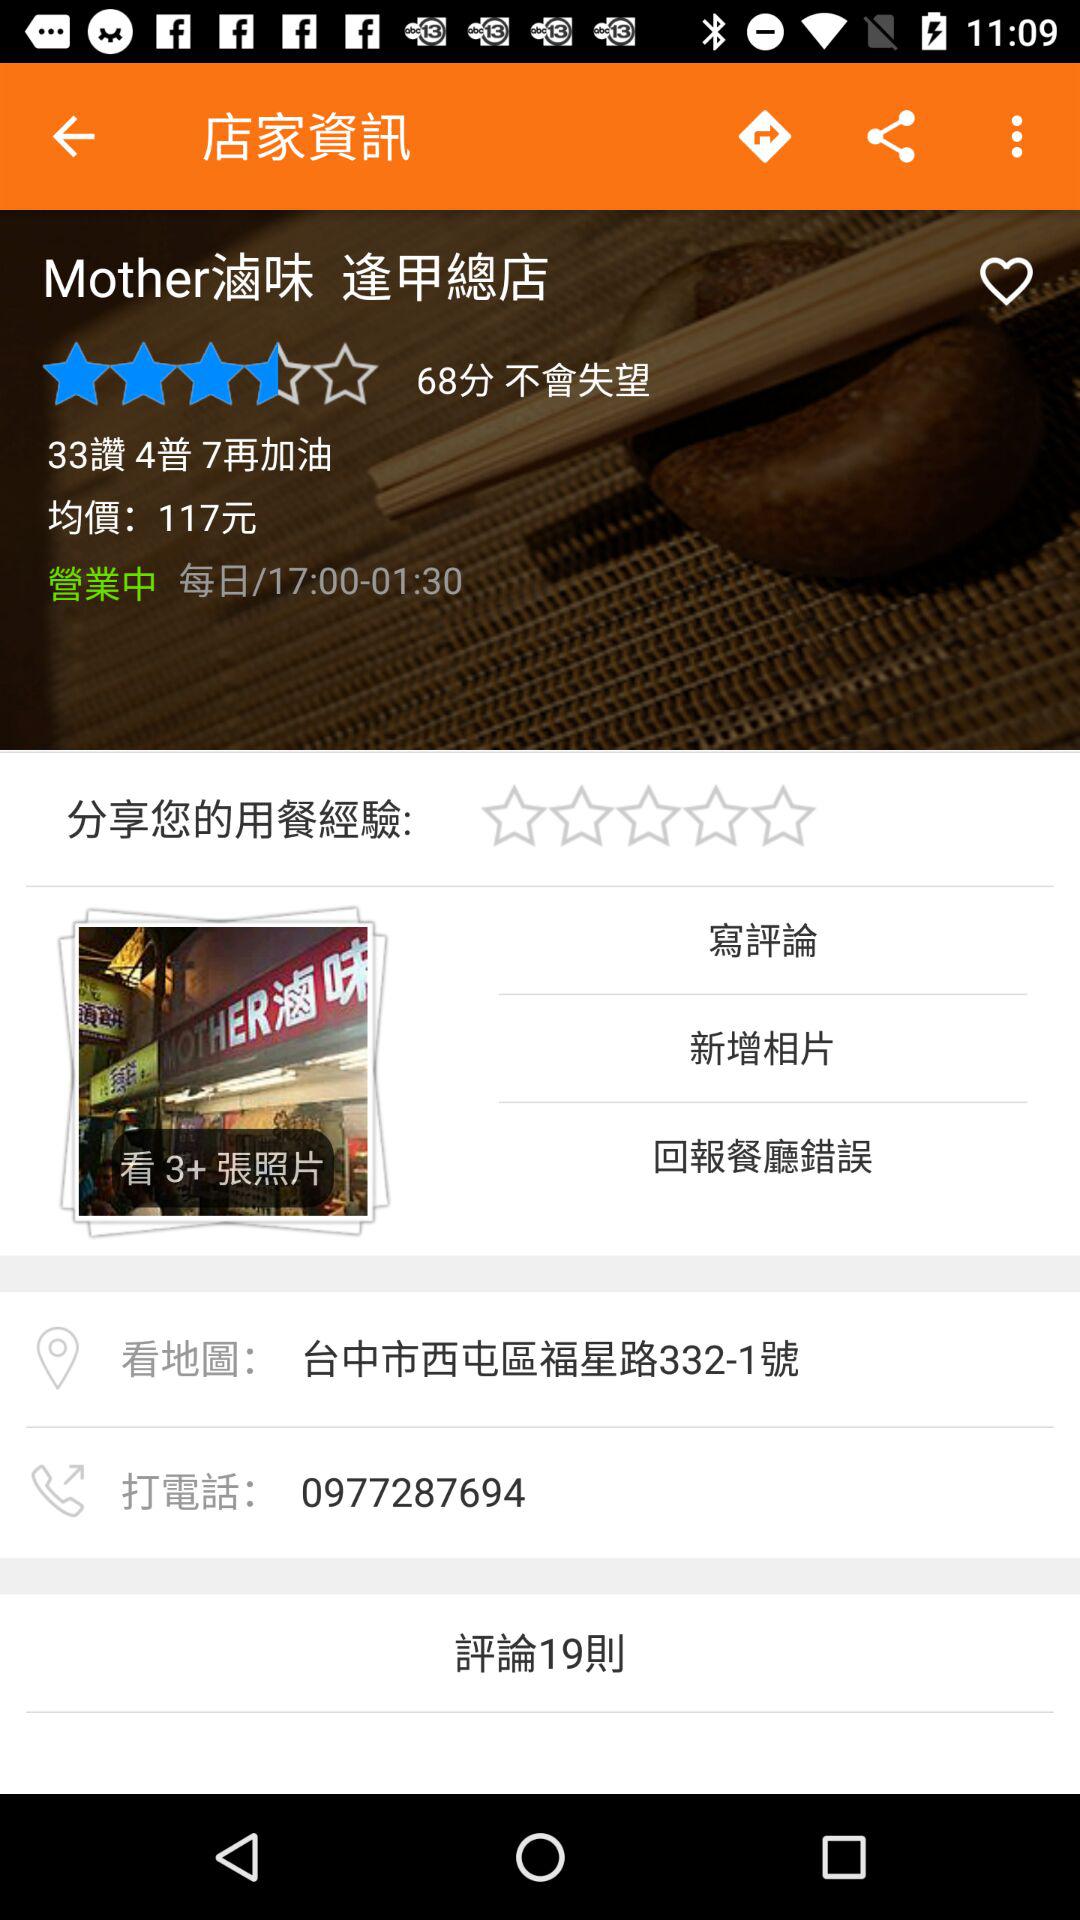 11:09
店家資訊
Mother滷味 逢甲總店
68分 不會失望
33讚 4普 7再加油
均價：117元
營業中 每日/17:00-01:30
分享您的用餐經驗:
MOTHER滷味
看 3+ 張照片
寫評論
新增相片
回報餐廳錯誤
看地圖： 台中市西屯區福星路332-1號
打電話： 0977287694
評論19則